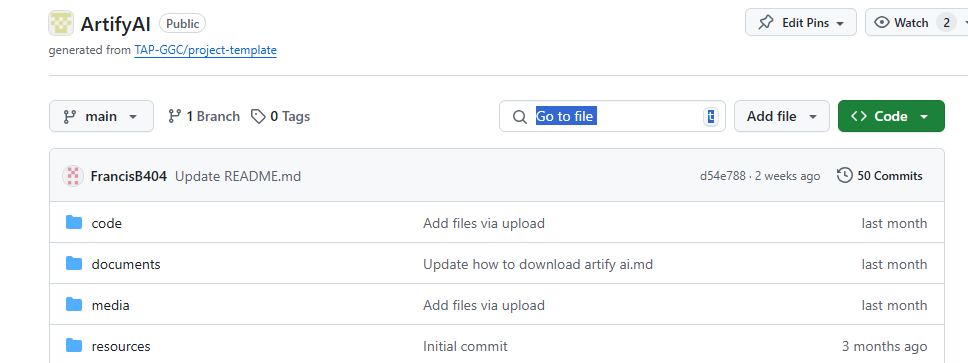 ArtifyAI Public
Edit Pins
Watch 2
generated from TAP-GGC/project-template
main
1 Branch
0 Tags
Go to file t
Add file
Code
FrancisB404 Update README.md d54e788 · 2 weeks ago 50 Commits
code Add files via upload last month
documents Update how to download artify ai.md last month
media Add files via upload last month
resources Initial commit 3 months ago